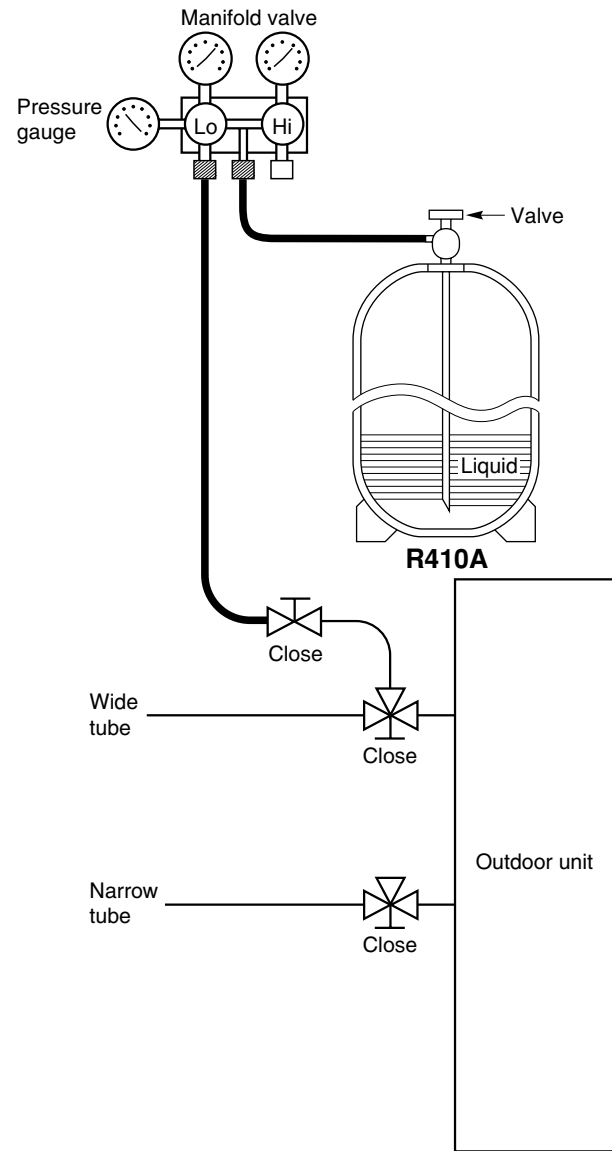 Manifold valve
Pressure
gauge
Lo
Hi
Valve
Liquid
R410A
Close
Wide
tube
Close
Outdoor unit
Narrow
tube
Close